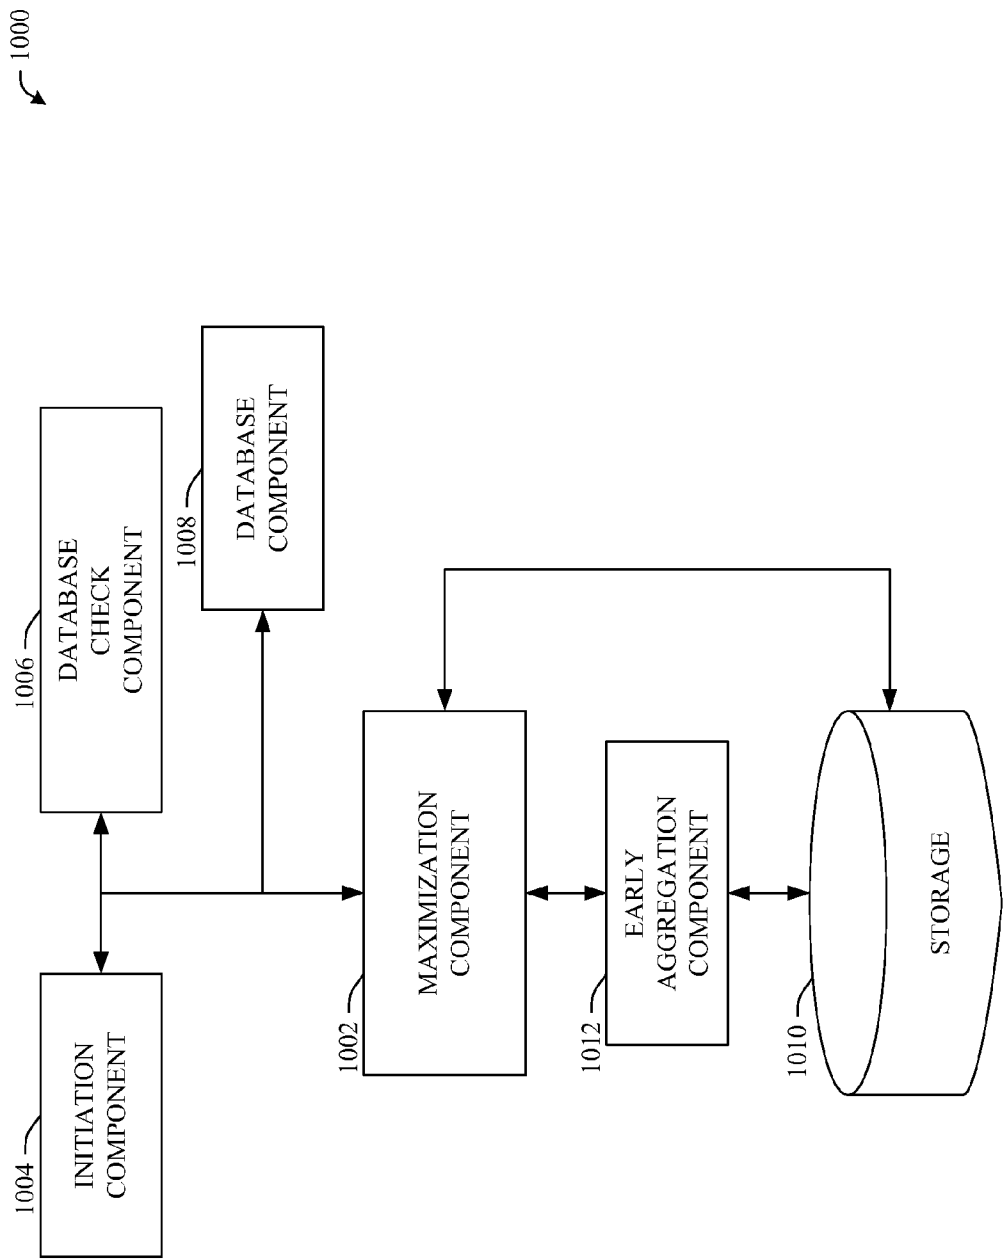 1000
1004
INITIATION
COMPONENT
1006
DATABASE
CHECK
COMPONENT
1008
DATABASE
COMPONENT
1002
MAXIMIZATION
COMPONENT
1012
EARLY
AGGREGATION
COMPONENT
1010
STORAGE